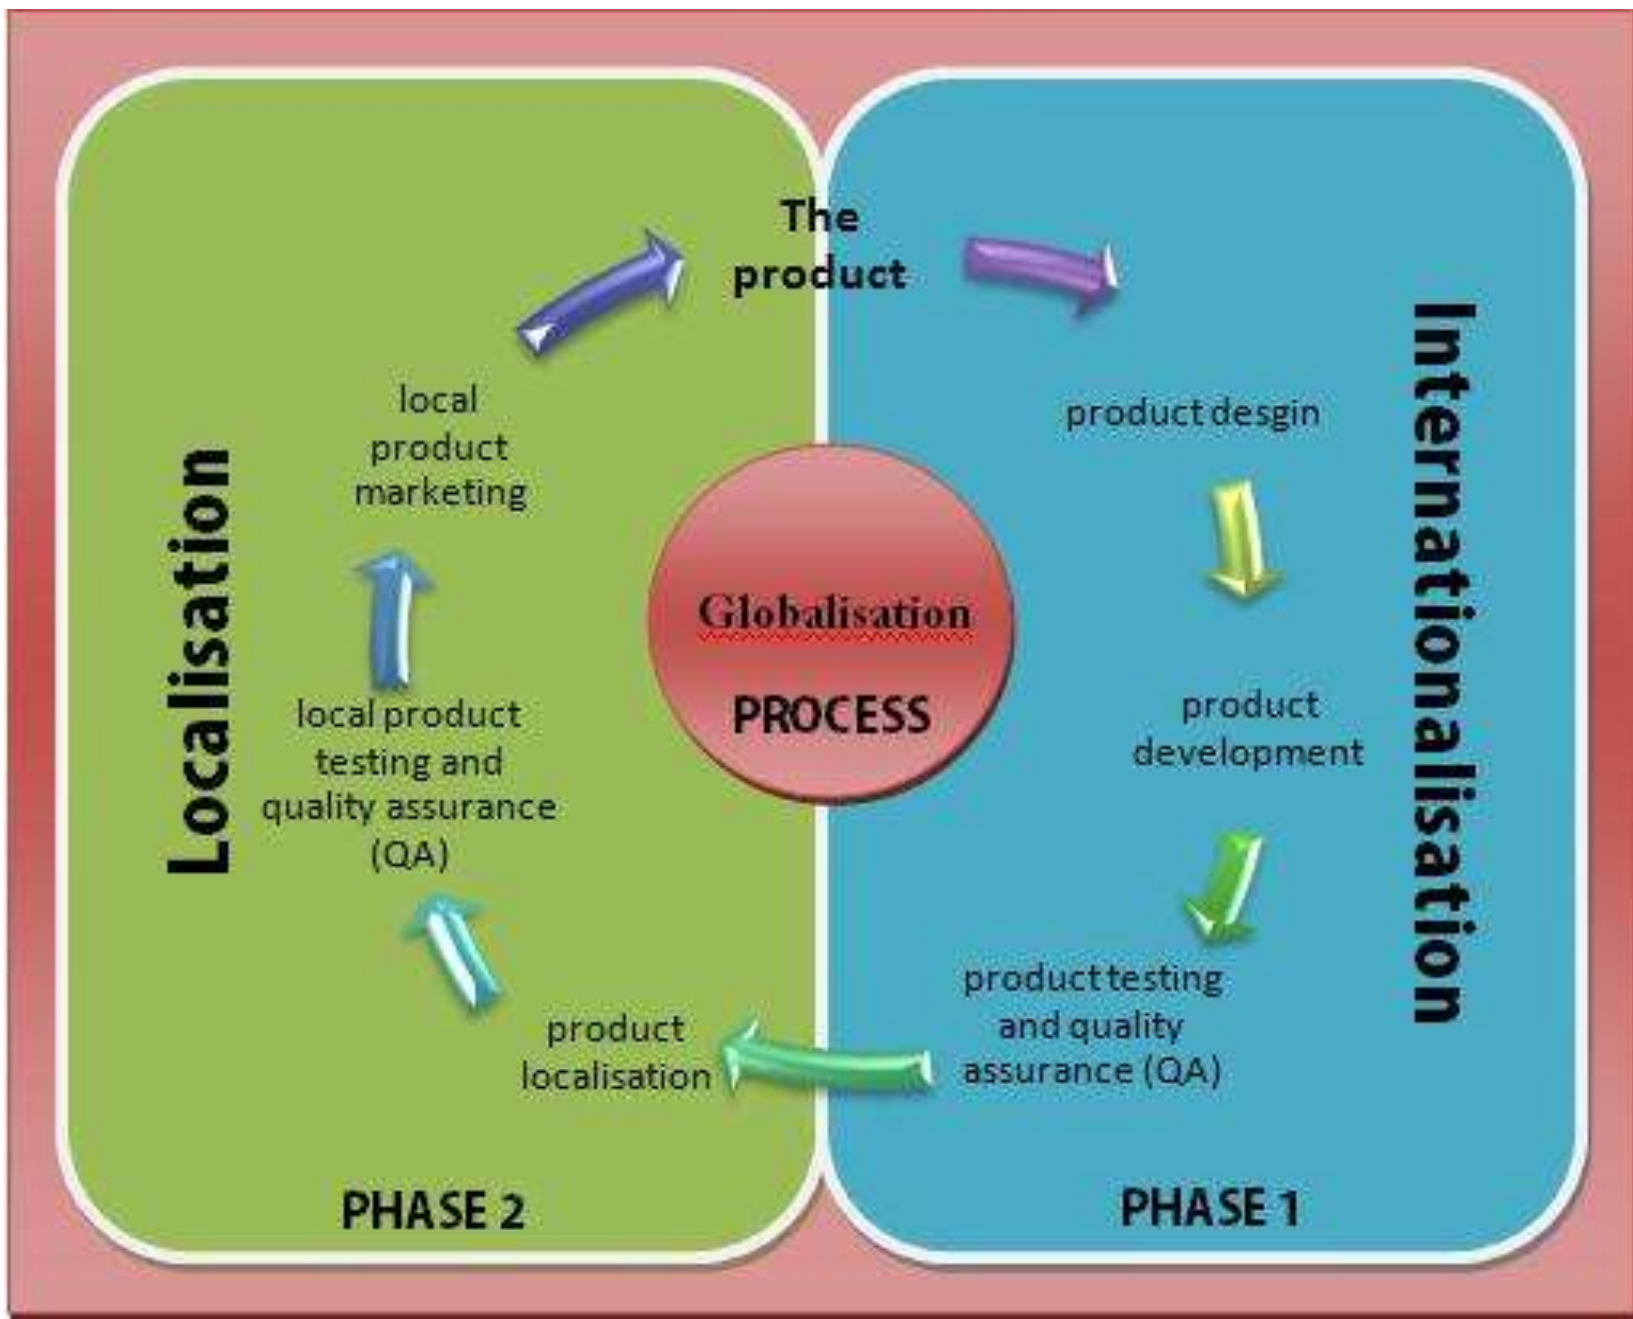 The
product
product desgin
product
development
product testing
and quality
assurance (QA)
Internationalisation
PHASE 1
product
localisation
local product
testing and
quality assurance
(QA)
local
product
marketing
Localisation
PHASE 2
Globalisation
PROCESS